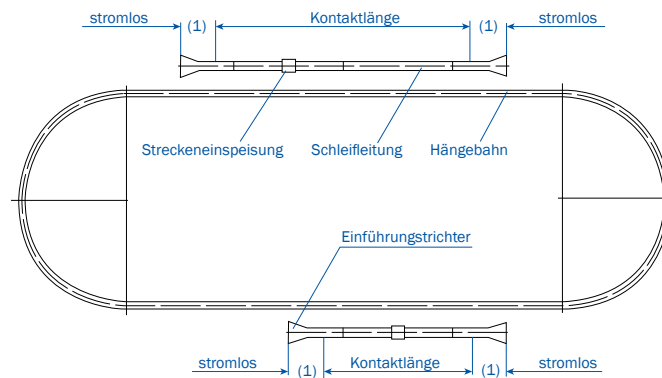 stromlos (1) Kontaktlänge (1) stromlos
Streckeneinspeisung Schleifleitung Hängebahn
Einführungstrichter
stromlos (1) Kontaktlänge (1) stromlos